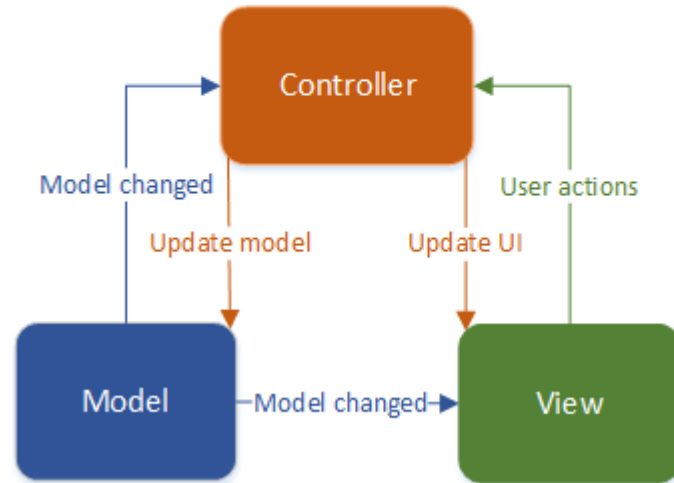 Controller
Model changed
User actions
Update model
Update UI
Model
Model changed
View